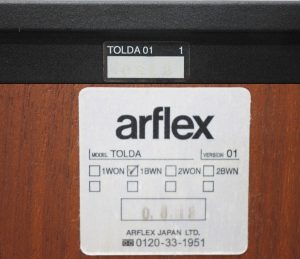 TOLDA 01 1
arflex
MODEL TOLDA VERSION 01
1WON 1BWN 2WON 2BWN
ARFLEX JAPAN LTD.
0120-33-1951